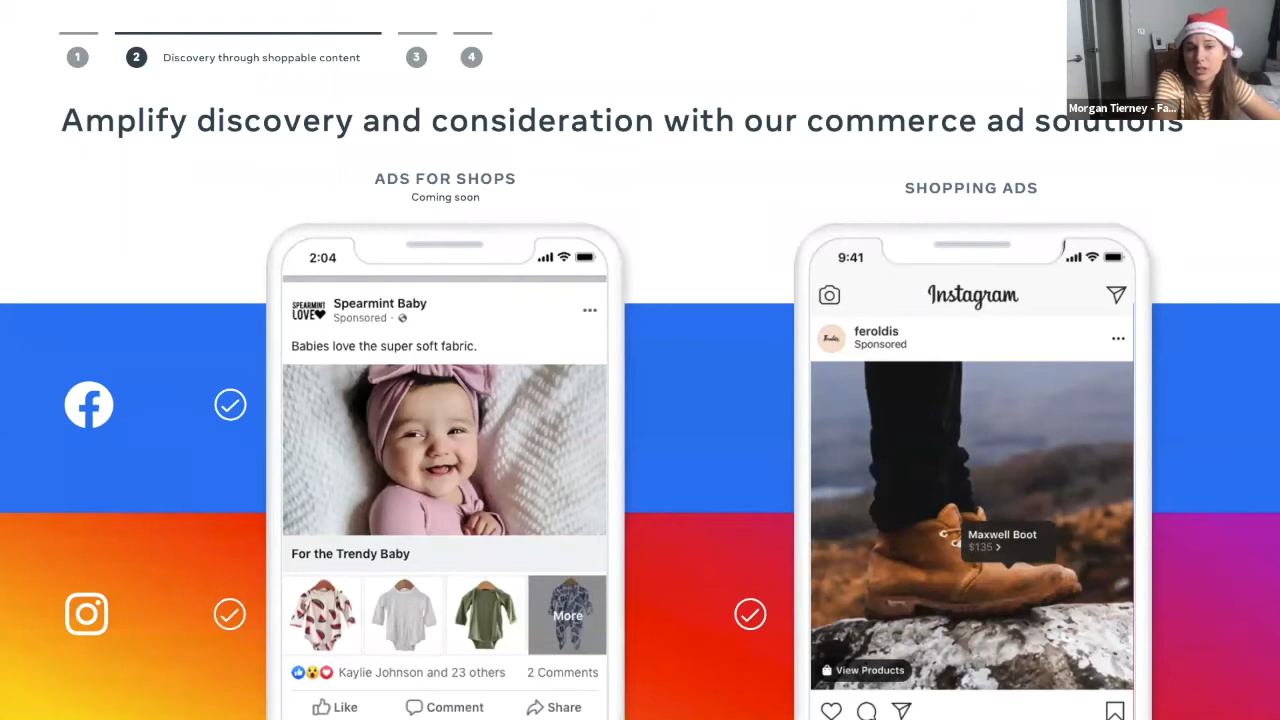 1
2
Discovery through shoppable content
3
4
Morgan Tierney - Fa...
Amplify discovery and consideration with our commerce ad solutions
ADS FOR SHOPS
Coming soon
SHOPPING ADS
2:04
SPEARMINT
LOVE
Spearmint Baby
Sponsored ·
Babies love the super soft fabric.
For the Trendy Baby
More
Kaylie Johnson and 23 others
2 Comments
Like
Comment
Share
9:41
Instagram
Feroldis
feroldis
Sponsored
Maxwell Boot
$135 >
View Products